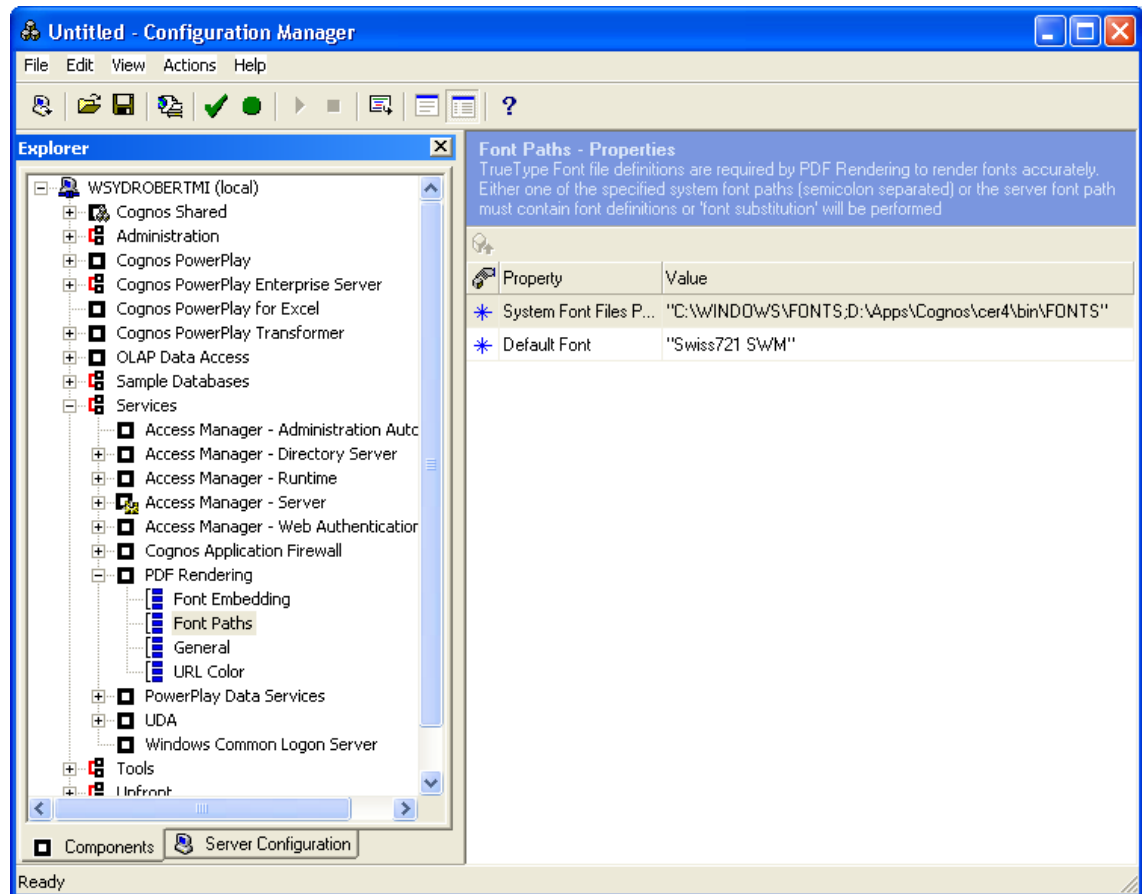 Untitled - Configuration Manager
File Edit View Actions Help
Explorer
WSYDROBERTMI (local)
Cognos Shared
Administration
Cognos PowerPlay
Cognos PowerPlay Enterprise Server
Cognos PowerPlay for Excel
Cognos PowerPlay Transformer
OLAP Data Access
Sample Databases
Services
Access Manager - Administration Autc
Access Manager - Directory Server
Access Manager - Runtime
Access Manager - Server
Access Manager - Web Authentication
Cognos Application Firewall
PDF Rendering
Font Embedding
Font Paths
General
URL Color
PowerPlay Data Services
UDA
Windows Common Logon Server
Tools
Upfront
Components
Server Configuration
Font Paths - Properties
TrueType Font file definitions are required by PDF Rendering to render fonts accurately.
Either one of the specified system font paths (semicolon separated) or the server font path
must contain font definitions or 'font substitution' will be performed
Property Value
System Font Files P... "C:\WINDOWS\FONTS;D:\Apps\Cognos\cer4\bin\FONTS"
Default Font "Swiss721 SWM"
Ready